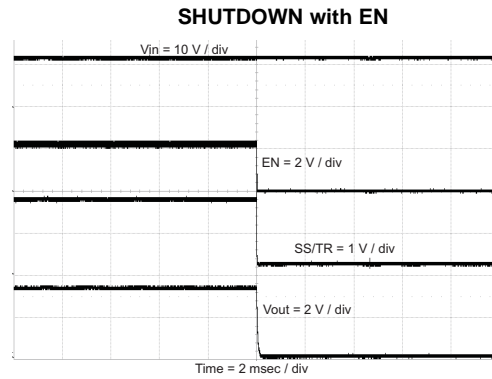 SHUTDOWN with EN
Vin = 10 V / div
EN = 2 V / div
SS/TR = 1 V / div
Vout = 2 V / div
Time = 2 msec / div